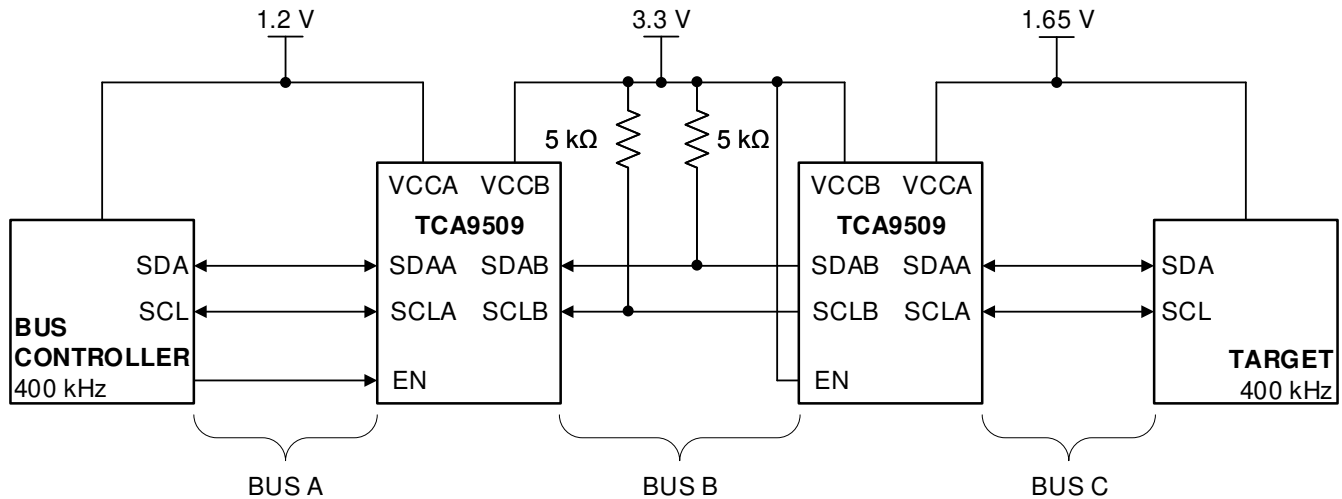 1.2 V
3.3 V
1.65 V
5 kΩ
5 kΩ
VCCA VCCB
TCA9509
SDAA SDAB
SCLA SCLB
EN
VCCB VCCA
TCA9509
SDAB SDAA
SCLB SCLA
EN
SDA
SCL
BUS
CONTROLLER
400 kHz
SDA
SCL
TARGET
400 kHz
BUS A
BUS B
BUS C